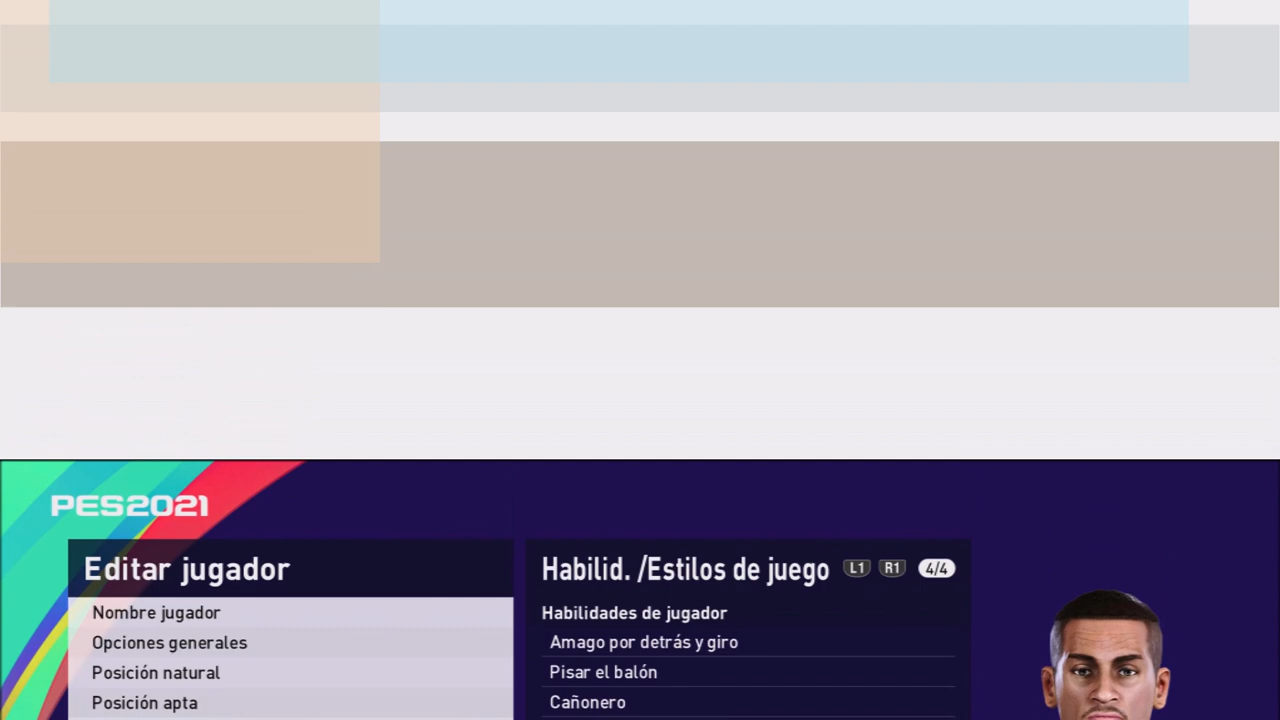 PES2021
Editar jugador
Nombre jugador
Opciones generales
Posición natural
Posición apta
Habilid. /Estilos de juego L1 R1 4/4
Habilidades de jugador
Amago por detrás y giro
Pisar el balón
Cañonero